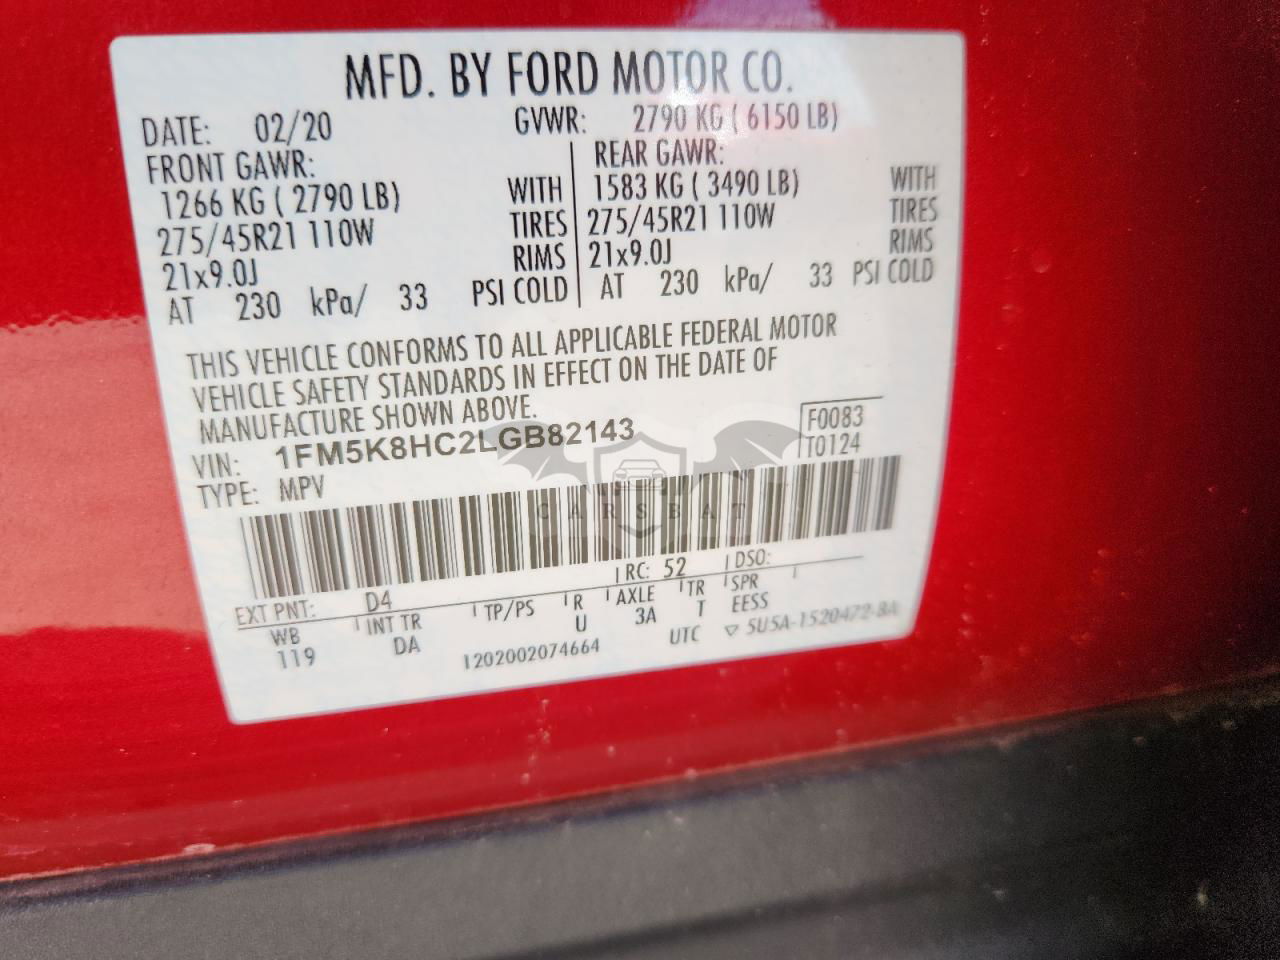 MFD. BY FORD MOTOR CO.
DATE: 02/20 GVWR: 2790 KG ( 6150 LB)
FRONT GAWR: REAR GAWR:
1266 KG ( 2790 LB) WITH 1583 KG ( 3490 LB) WITH
275/45R21 110W TIRES 275/45R21 110W TIRES
21x9.0J RIMS 21x9.0J RIMS
AT 230 kPa/ 33 PSI COLD AT 230 kPa/ 33 PSI COLD
THIS VEHICLE CONFORMS TO ALL APPLICABLE FEDERAL MOTOR
VEHICLE SAFETY STANDARDS IN EFFECT ON THE DATE OF
MANUFACTURE SHOWN ABOVE.
VIN: 1FM5K8HC2LGB82143 F0083
TYPE: MPV T0124
CARSBAT
EXT PNT: D4 RC: 52 DSO:
WB INT TR TP/PS R AXLE TR SPR
119 DA U 3A T EESS
1202002074664 UTC ▽ 5U5A-1520472-BA